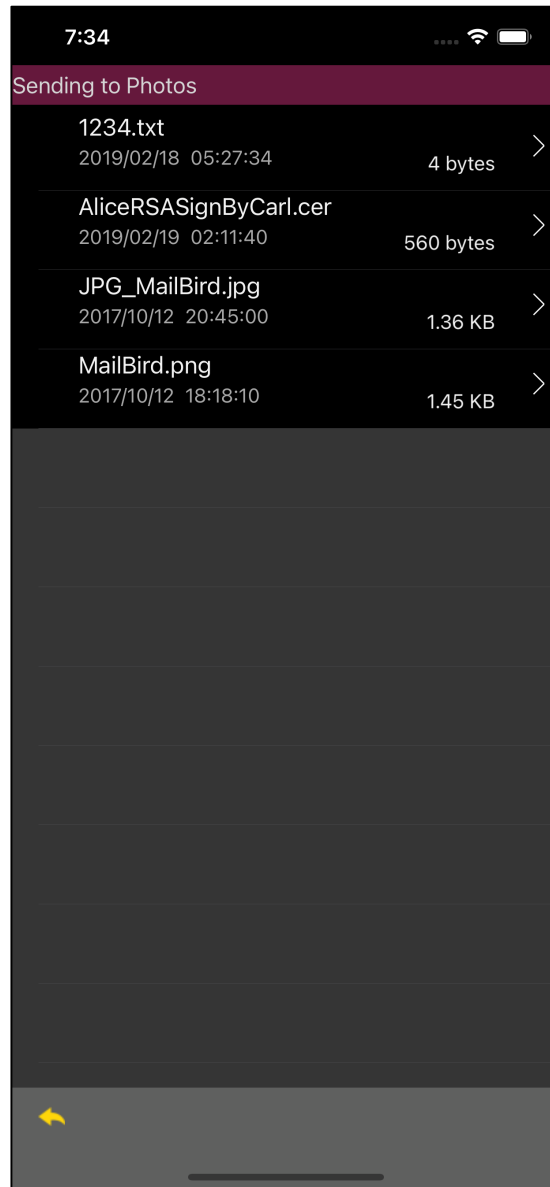 7:34
Sending to Photos
1234.txt
2019/02/18 05:27:34
4 bytes
AliceRSASignByCarl.cer
2019/02/19 02:11:40
560 bytes
JPG_MailBird.jpg
2017/10/12 20:45:00
1.36 KB
MailBird.png
2017/10/12 18:18:10
1.45 KB